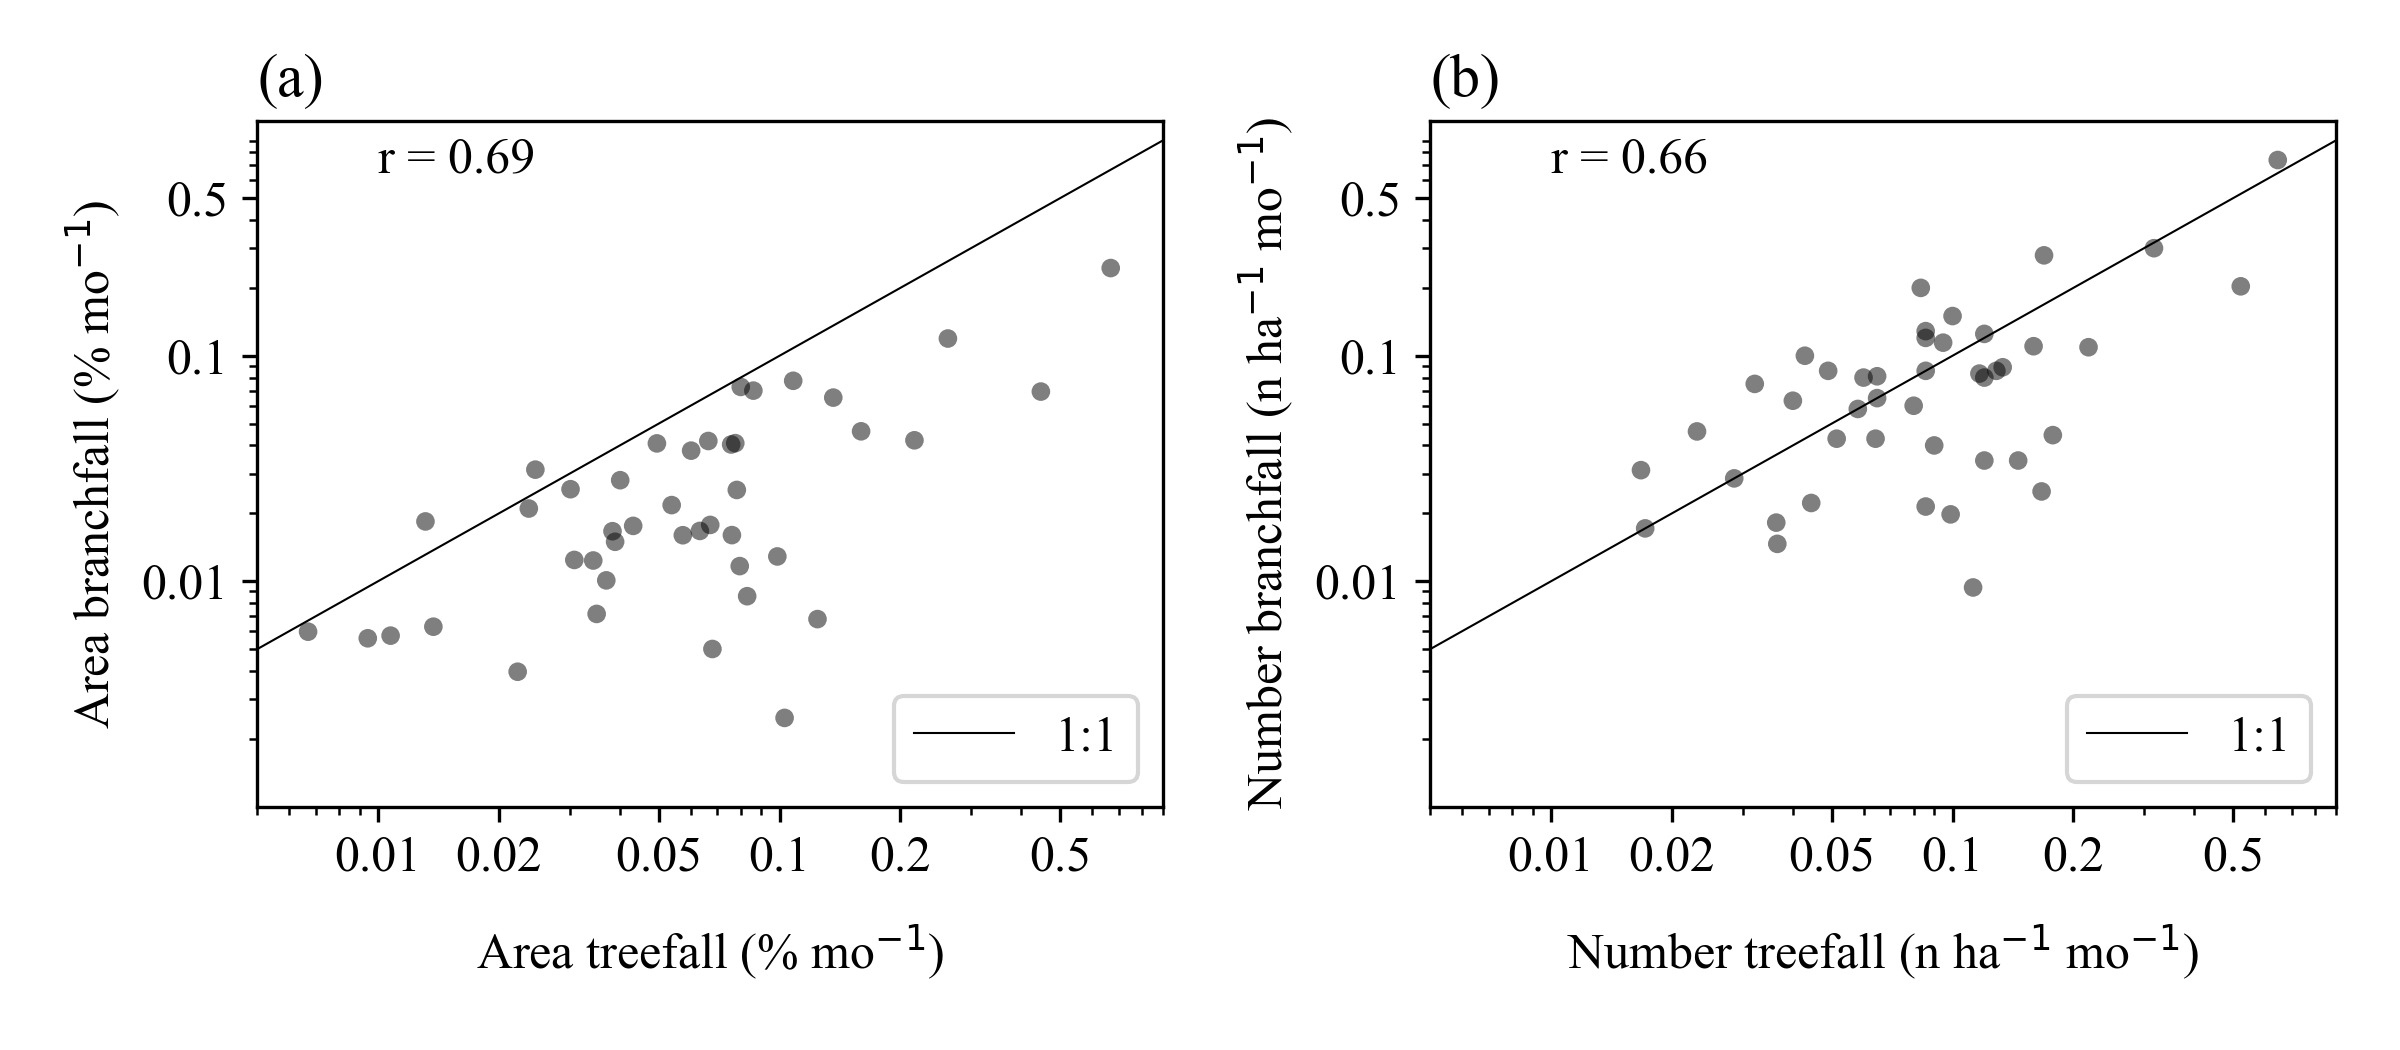 (a)
r = 0.69
0.5
0.1
0.01
Area branchfall (% mo⁻¹)
1:1
0.01 0.02 0.05 0.1 0.2 0.5
Area treefall (% mo⁻¹)
(b)
r = 0.66
0.5
0.1
0.01
Number branchfall (n ha⁻¹ mo⁻¹)
1:1
0.01 0.02 0.05 0.1 0.2 0.5
Number treefall (n ha⁻¹ mo⁻¹)